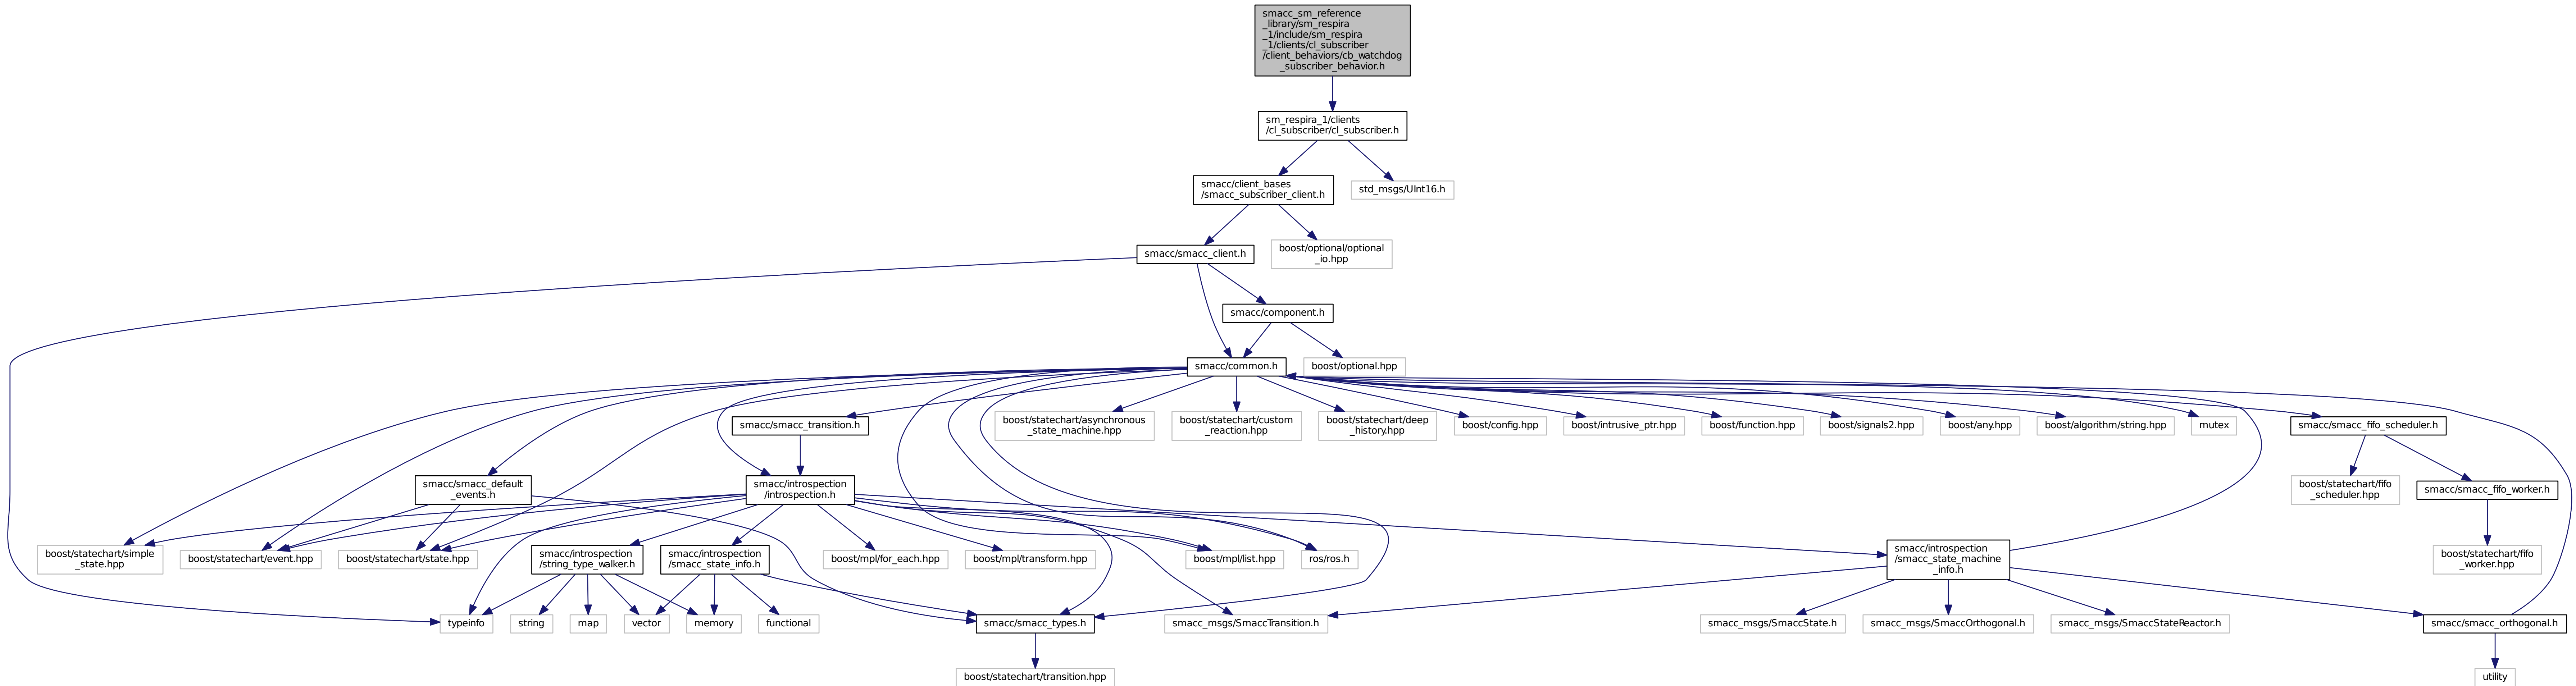 smacc_sm_reference
_library/sm_respira
_1/include/sm_respira
_1/clients/cl_subscriber
/client_behaviors/cb_watchdog
_subscriber_behavior.h
sm_respira_1/clients
/cl_subscriber/cl_subscriber.h
smacc/client_bases
/smacc_subscriber_client.h
std_msgs/UInt16.h
smacc/smacc_client.h
boost/optional/optional
_io.hpp
smacc/component.h
smacc/common.h
boost/optional.hpp
smacc/smacc_transition.h
boost/statechart/asynchronous
_state_machine.hpp
boost/statechart/custom
_reaction.hpp
boost/statechart/deep
_history.hpp
boost/config.hpp
boost/intrusive_ptr.hpp
boost/function.hpp
boost/signals2.hpp
boost/any.hpp
boost/algorithm/string.hpp
mutex
smacc/smacc_fifo_scheduler.h
smacc/smacc_default
_events.h
smacc/introspection
/introspection.h
boost/statechart/fifo
_scheduler.hpp
smacc/smacc_fifo_worker.h
boost/statechart/simple
_state.hpp
boost/statechart/event.hpp
boost/statechart/state.hpp
smacc/introspection
/string_type_walker.h
smacc/introspection
/smacc_state_info.h
boost/mpl/for_each.hpp
boost/mpl/transform.hpp
boost/mpl/list.hpp
ros/ros.h
smacc/introspection
/smacc_state_machine
_info.h
boost/statechart/fifo
_worker.hpp
typeinfo
string
map
vector
memory
functional
smacc/smacc_types.h
smacc_msgs/SmaccTransition.h
smacc_msgs/SmaccState.h
smacc_msgs/SmaccOrthogonal.h
smacc_msgs/SmaccStateReactor.h
smacc/smacc_orthogonal.h
boost/statechart/transition.hpp
utility